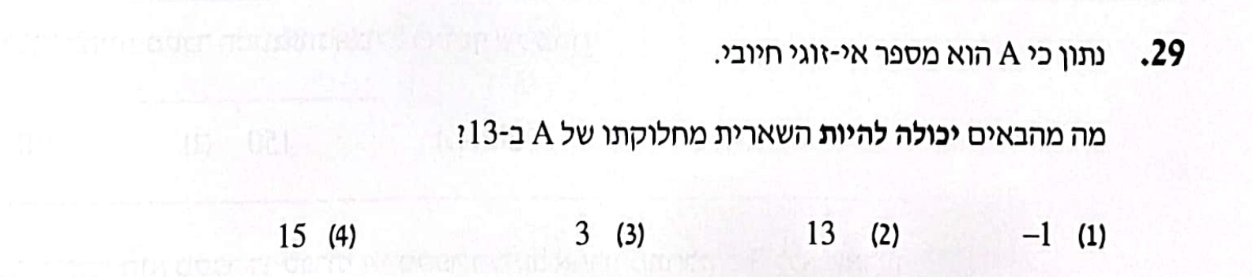 29. נתון כי A הוא מספר אי-זוגי חיובי.
מה מהבאים יכולה להיות השארית מחלוקתו של A ב-13?
(1) −1 (2) 13 (3) 3 (4) 15